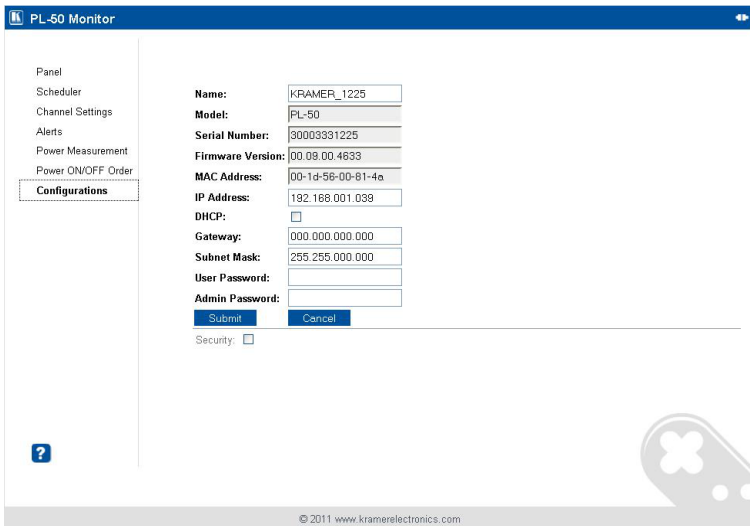 PL-50 Monitor
Panel
Scheduler
Channel Settings
Alerts
Power Measurement
Power ON/OFF Order
Configurations
Name: KRAMER_1225
Model: PL-50
Serial Number: 30003331225
Firmware Version: 00.09.00.4633
MAC Address: 00-1d-56-00-81-4a
IP Address: 192.168.001.039
DHCP:
Gateway: 000.000.000.000
Subnet Mask: 255.255.000.000
User Password:
Admin Password:
Submit Cancel
Security:
?
© 2011 www.kramerelectronics.com